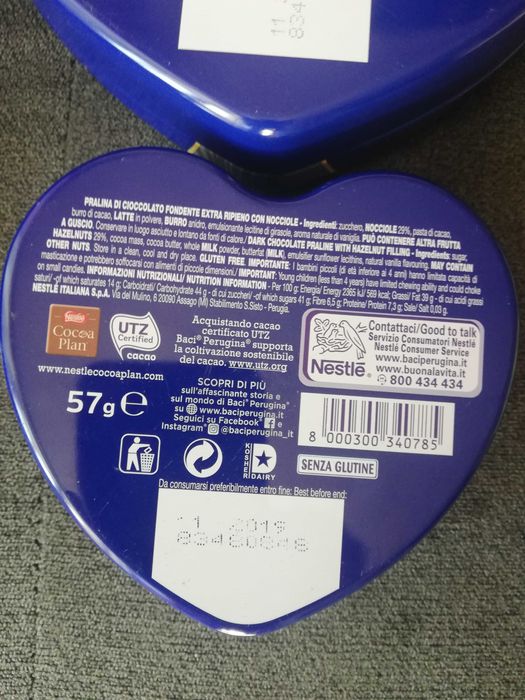 11
834
PRALINA DI CIOCCOLATO FONDENTE EXTRA RIPIENO CON NOCCIOLE - Ingredienti: zucchero, NOCCIOLE 29%, pasta di cacao,
burro di cacao, LATTE in polvere, BURRO anidro, emulsionante lecitine di girasole, aroma naturale di vaniglia. PUÒ CONTENERE ALTRA FRUTTA
A GUSCIO. Conservare in luogo asciutto e lontano da fonti di calore./ DARK CHOCOLATE PRALINE WITH HAZELNUT FILLING - Ingredients: sugar,
HAZELNUTS 29%, cocoa mass, cocoa butter, whole MILK powder, butterfat (MILK), emulsifier sunflower lecithins, natural vanilla flavouring. MAY CONTAIN
OTHER NUTS. Store in a clean, cool and dry place. GLUTEN FREE IMPORTANTE: I bambini piccoli (di età inferiore ai 4 anni) hanno limitata capacità di
masticazione e potrebbero soffocarsi con alimenti di piccole dimensioni./ IMPORTANT: Young children (less than 4 years) have limited chewing ability and could choke
on small candies. INFORMAZIONI NUTRIZIONALI/ NUTRITION INFORMATION - Per 100 g: Energia/ Energy 2365 kJ/ 569 kcal; Grassi/ Fat 39 g - di cui acidi grassi
saturi/ -of which saturates 14 g; Carboidrati/ Carbohydrate 44 g - di cui zuccheri/ -of which sugars 41 g; Fibre 6,5 g; Proteine/ Protein 7,3 g; Sale/ Salt 0,03 g.
NESTLÉ ITALIANA S.p.A. Via del Mulino, 6 20090 Assago (MI) Stabilimento S.Sisto - Perugia.
Nestlé
COCOA
PLAN
UTZ
Certified
cacao
www.nestlecocoaplan.com
Acquistando cacao
certificato UTZ
Baci® Perugina® supporta
la coltivazione sostenibile
del cacao. www.utz.org
Nestlé
Contattaci/Good to talk
Servizio Consumatori Nestlé
Nestlé Consumer Service
www.baciperugina.it
www.buonalavita.it
800 434 434
57g e
SCOPRI DI PIÙ
sull'affascinante storia e
sul mondo di Baci® Perugina®
su www.baciperugina.it
Seguici su Facebook® e
Instagram® @baciperugina_it
8 000300 340785
KOSHER
DAIRY
SENZA GLUTINE
Da consumarsi preferibilmente entro fine: Best before end:
11 2019
83460048